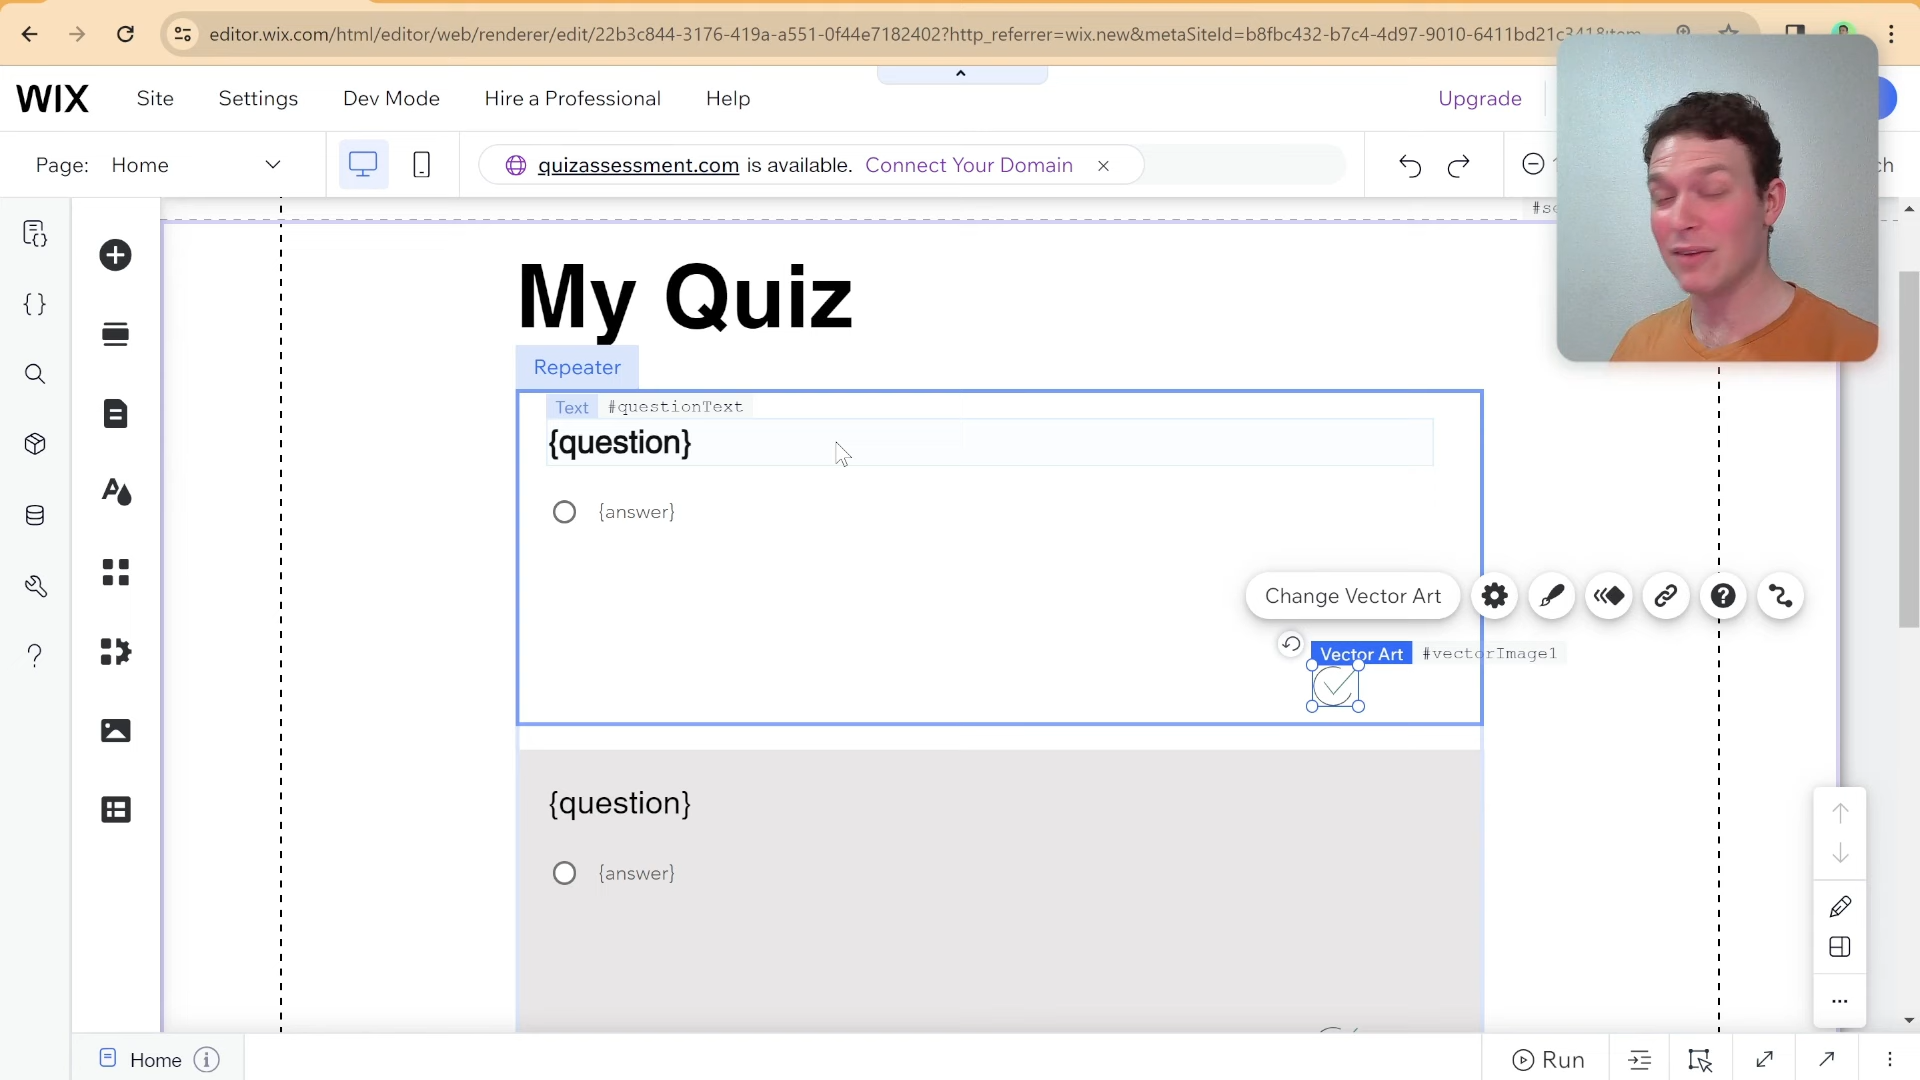 editor.wix.com/html/editor/web/renderer/edit/22b3c844-3176-419a-a551-0f44e7182402?http_referrer=wix.new&metaSiteId=b8fbc432-b7c4-4d97-9010-6411bd21c341&item
WIX Site Settings Dev Mode Hire a Professional Help Upgrade
Page: Home quizassessment.com is available. Connect Your Domain
My Quiz
Repeater
Text #questionText
{question}
{answer}
Change Vector Art
Vector Art #vectorImage1
{question}
{answer}
Home Run